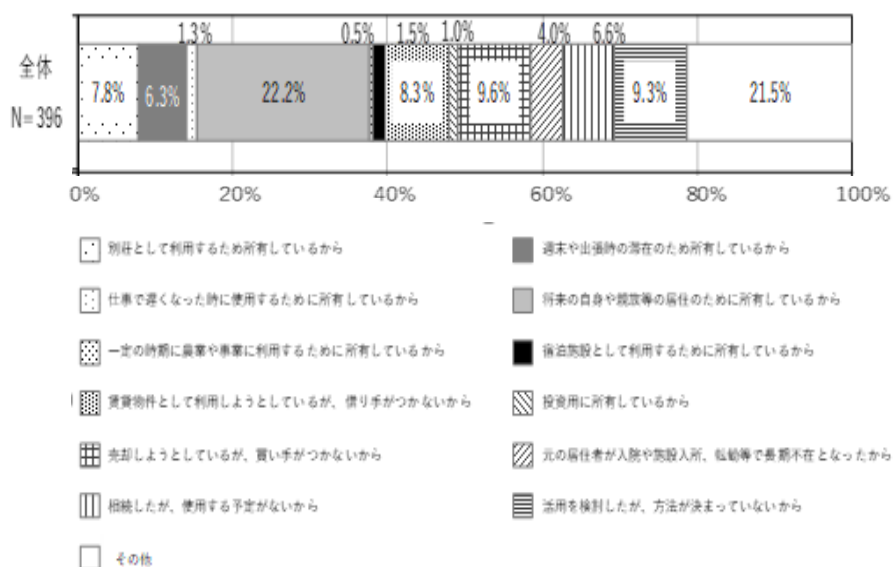 1.3% 0.5% 1.5% 1.0% 4.0% 6.6%
全体
N=396
7.8% 6.3% 22.2% 8.3% 9.6% 9.3% 21.5%
0% 20% 40% 60% 80% 100%
別荘として利用するため所有しているから
週末や出張時の滞在のため所有しているから
仕事で遅くなった時に使用するために所有しているから
将来の自身や親族等の居住のために所有しているから
一定の時期に農業や事業に利用するために所有しているから
宿泊施設として利用するために所有しているから
賃貸物件として利用しようとしているが、借り手がつかないから
投資用に所有しているから
売却しようとしているが、買い手がつかないから
元の居住者が入院や施設入所、転勤等で長期不在となったから
相続したが、使用する予定がないから
活用を検討したが、方法が決まっていないから
その他